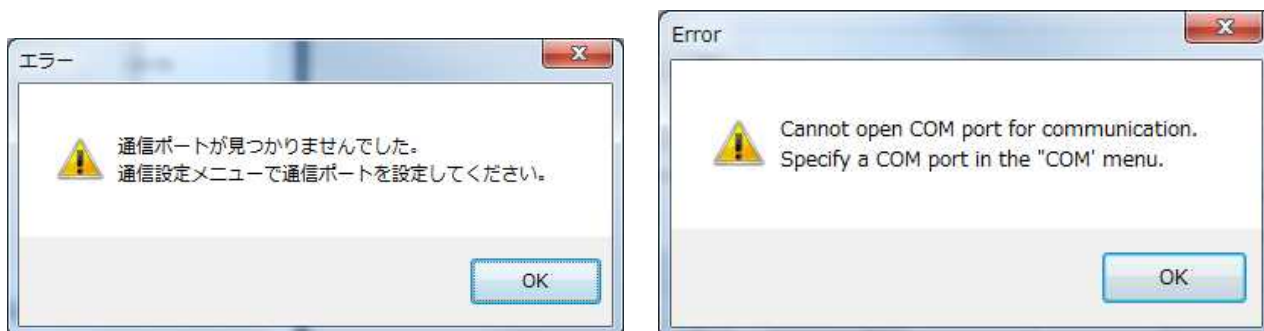 エラー
通信ポートが見つかりませんでした。
通信設定メニューで通信ポートを設定してください。
OK
Error
Cannot open COM port for communication.
Specify a COM port in the "COM' menu.
OK